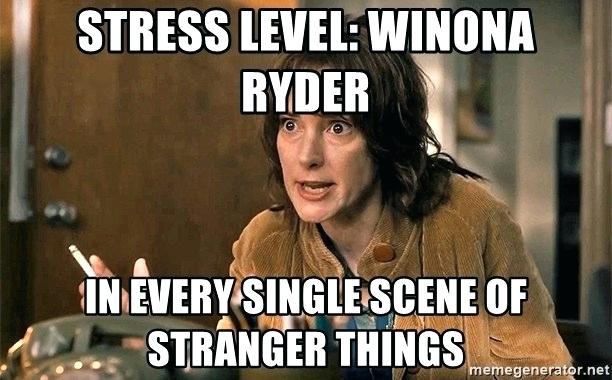 STRESS LEVEL: WINONA
RYDER
IN EVERY SINGLE SCENE OF
STRANGER THINGS
memegenerator.net